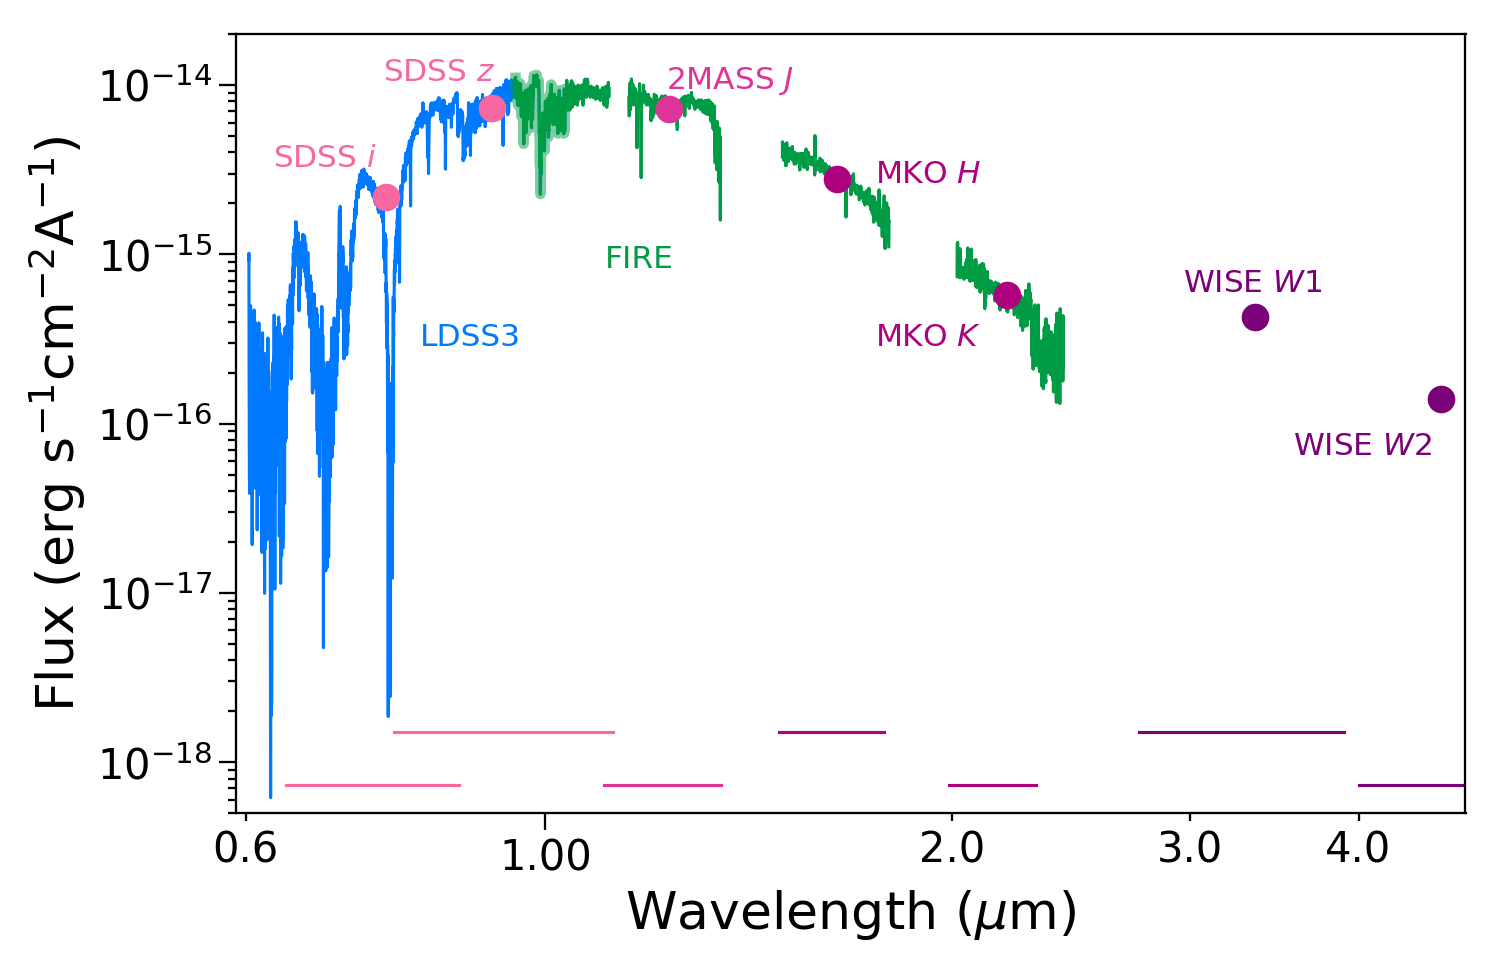 Flux (erg s⁻¹cm⁻²A⁻¹)
10⁻¹⁴
10⁻¹⁵
10⁻¹⁶
10⁻¹⁷
10⁻¹⁸
SDSS z
2MASS J
SDSS i
MKO H
FIRE
WISE W1
LDSS3
MKO K
WISE W2
0.6
1.00
2.0
3.0
4.0
Wavelength (μm)